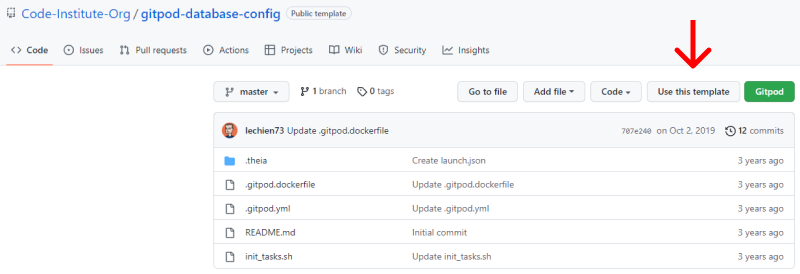 Code-Institute-Org / gitpod-database-config Public template
Code Issues Pull requests Actions Projects Wiki Security Insights
master 1 branch 0 tags Go to file Add file Code Use this template Gitpod
lechien73 Update .gitpod.dockerfile 707e240 on Oct 2, 2019 12 commits
.theia Create launch.json 3 years ago
.gitpod.dockerfile Update .gitpod.dockerfile 3 years ago
.gitpod.yml Update .gitpod.yml 3 years ago
README.md Initial commit 3 years ago
init_tasks.sh Update init_tasks.sh 3 years ago